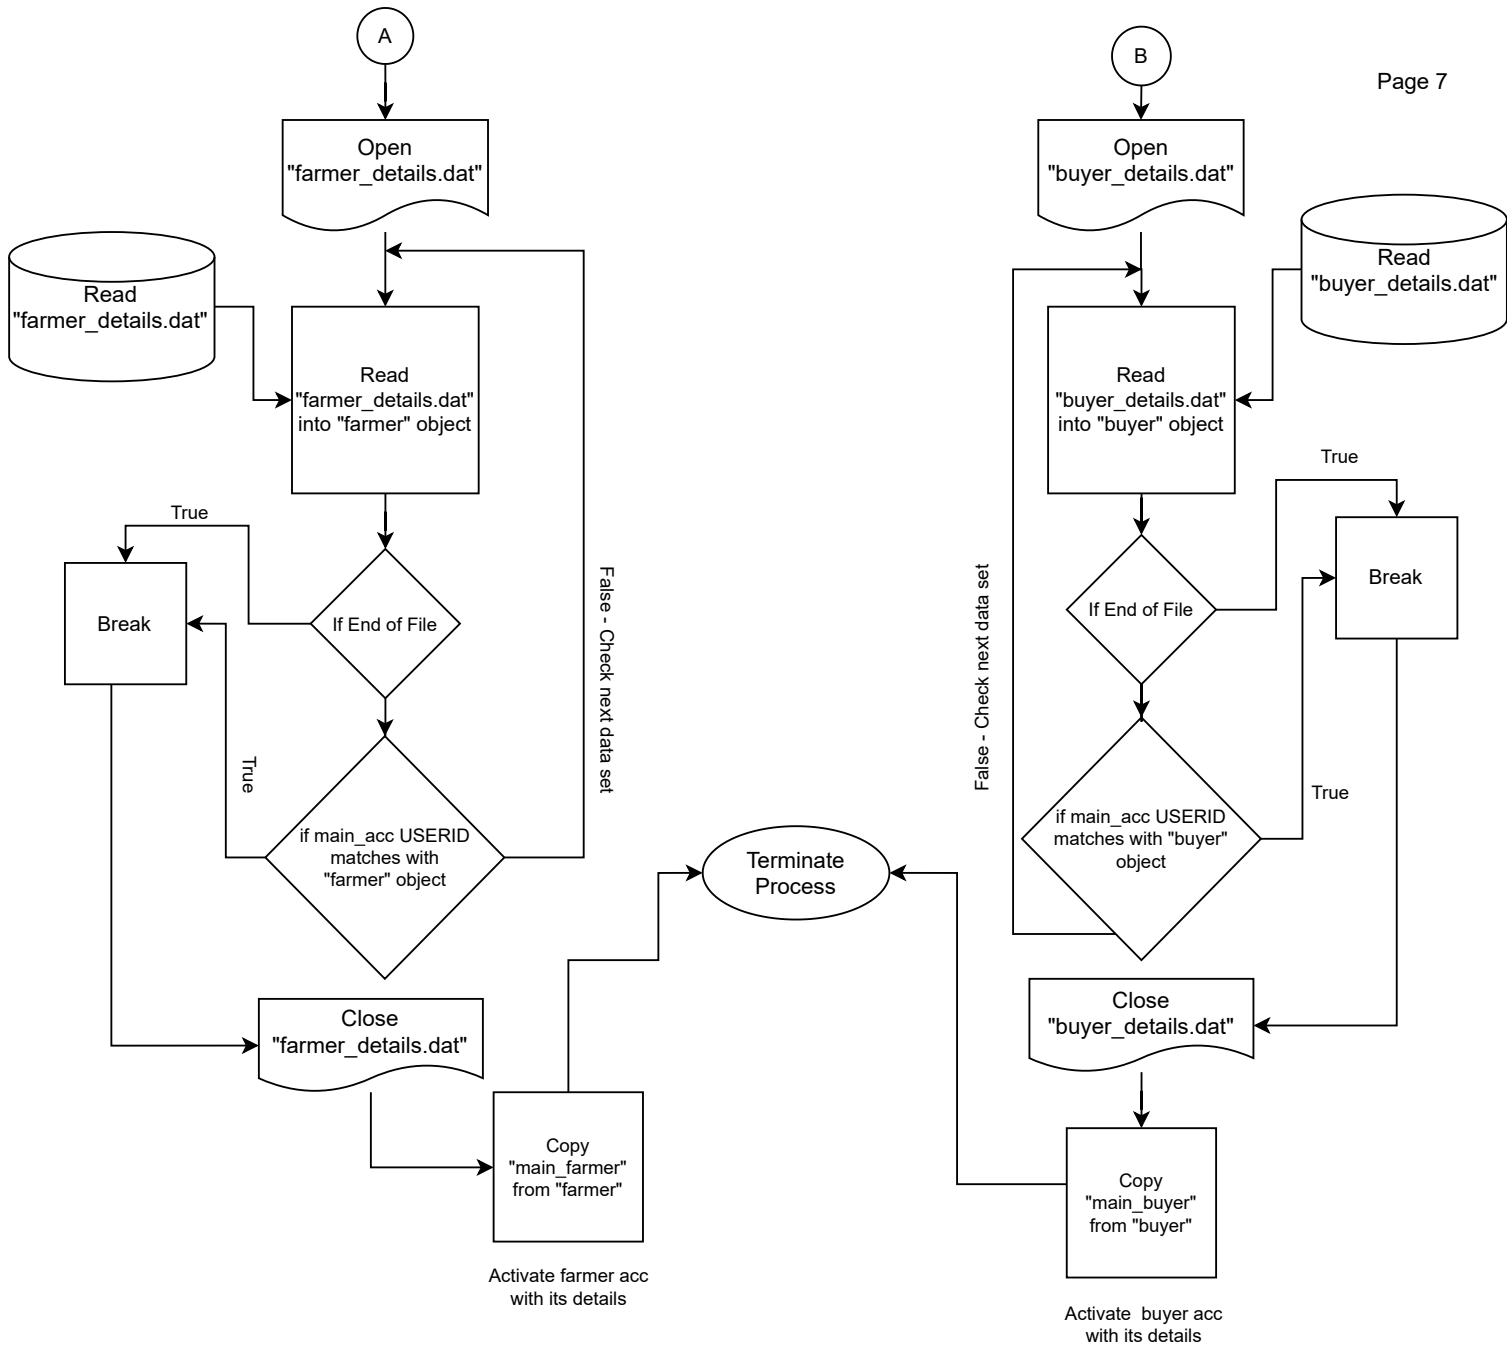 A
B
Page 7
Open
"farmer_details.dat"
Open
"buyer_details.dat"
Read
"farmer_details.dat"
Read
"buyer_details.dat"
Read
"farmer_details.dat"
into "farmer" object
Read
"buyer_details.dat"
into "buyer" object
True
True
Break
If End of File
False - Check next data set
False - Check next data set
If End of File
Break
True
if main_acc USERID
matches with
"farmer" object
Terminate
Process
if main_acc USERID
matches with "buyer"
object
True
Close
"farmer_details.dat"
Close
"buyer_details.dat"
Copy
"main_farmer"
from "farmer"
Copy
"main_buyer"
from "buyer"
Activate farmer acc
with its details
Activate  buyer acc
with its details